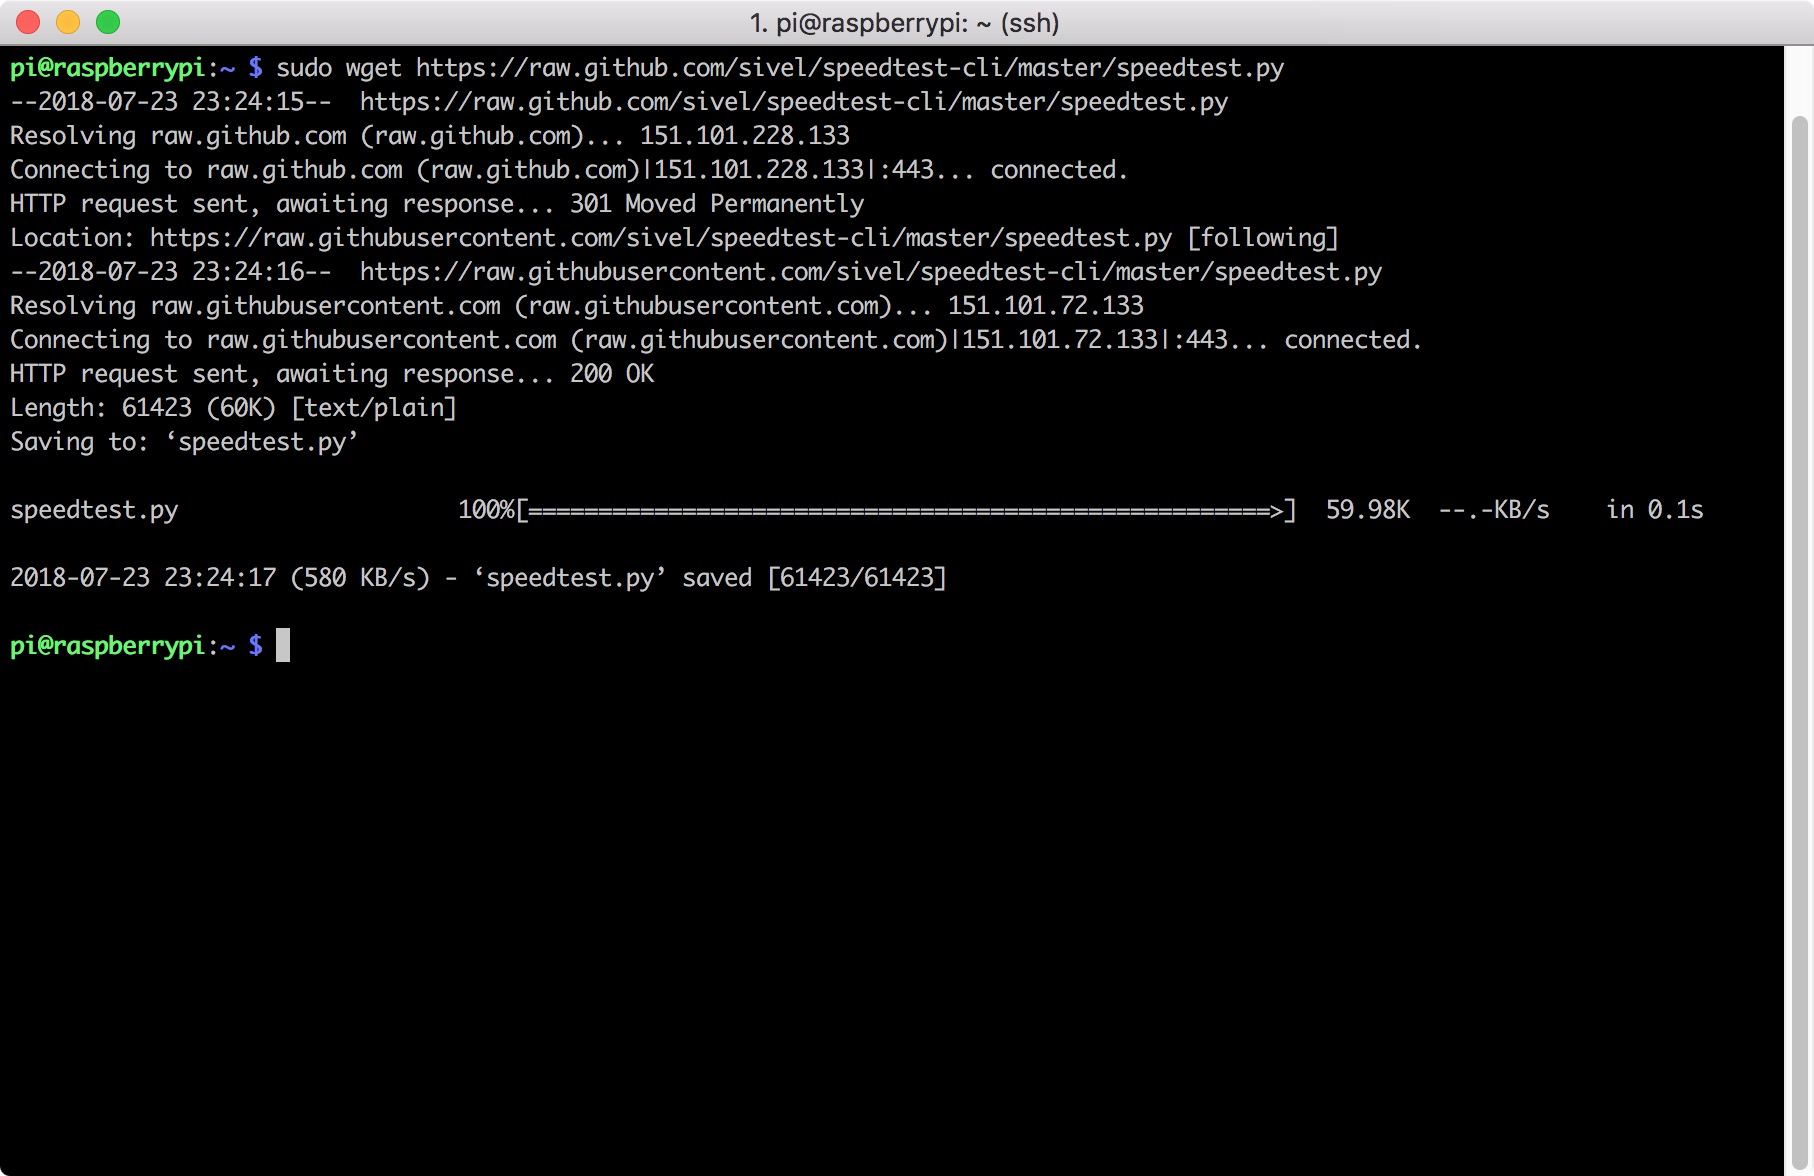 1. pi@raspberrypi: ~ (ssh)
pi@raspberrypi:~ $ sudo wget https://raw.github.com/sivel/speedtest-cli/master/speedtest.py
--2018-07-23 23:24:15--  https://raw.github.com/sivel/speedtest-cli/master/speedtest.py
Resolving raw.github.com (raw.github.com)... 151.101.228.133
Connecting to raw.github.com (raw.github.com)|151.101.228.133|:443... connected.
HTTP request sent, awaiting response... 301 Moved Permanently
Location: https://raw.githubusercontent.com/sivel/speedtest-cli/master/speedtest.py [following]
--2018-07-23 23:24:16--  https://raw.githubusercontent.com/sivel/speedtest-cli/master/speedtest.py
Resolving raw.githubusercontent.com (raw.githubusercontent.com)... 151.101.72.133
Connecting to raw.githubusercontent.com (raw.githubusercontent.com)|151.101.72.133|:443... connected.
HTTP request sent, awaiting response... 200 OK
Length: 61423 (60K) [text/plain]
Saving to: ‘speedtest.py’
speedtest.py                    100%[=====================================================>]  59.98K  --.-KB/s    in 0.1s
2018-07-23 23:24:17 (580 KB/s) - ‘speedtest.py’ saved [61423/61423]
pi@raspberrypi:~ $